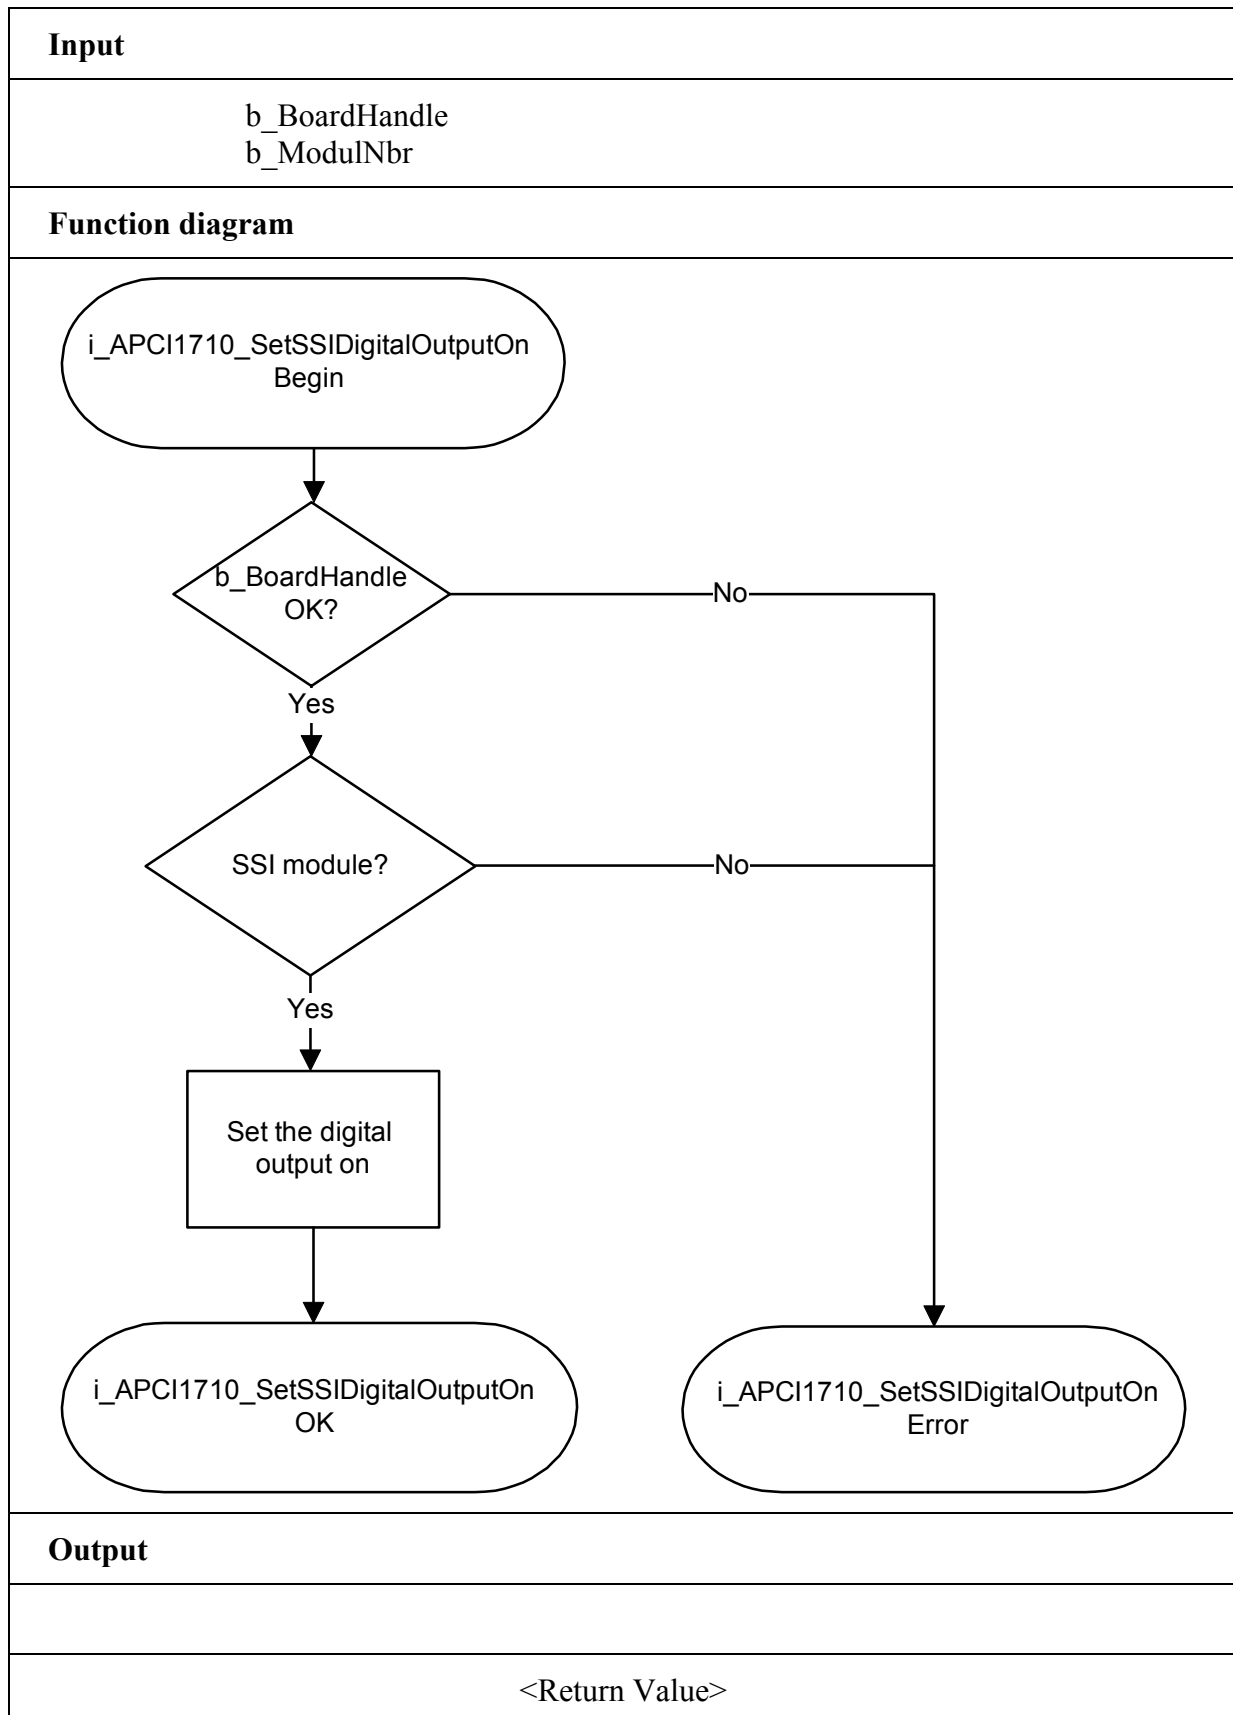 Input
b_BoardHandle
b_ModulNbr
Function diagram
i_APCI1710_SetSSIDigitalOutputOn
Begin
b_BoardHandle
OK?
No
Yes
SSI module?
No
Yes
Set the digital
output on
i_APCI1710_SetSSIDigitalOutputOn
OK
i_APCI1710_SetSSIDigitalOutputOn
Error
Output
<Return Value>